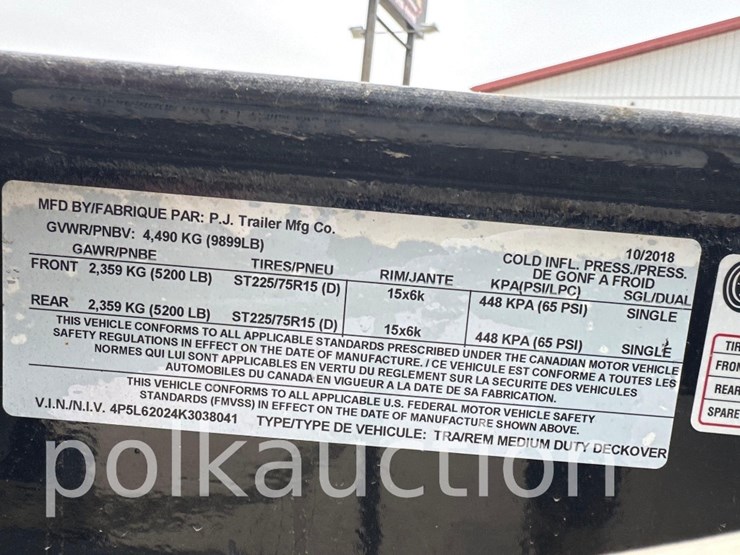 MFD BY/FABRIQUE PAR: P.J. Trailer Mfg Co.
10/2018
GVWR/PNBV: 4,490 KG (9899LB)
COLD INFL. PRESS./PRESS.
DE GONF A FROID
GAWR/PNBE TIRES/PNEU RIM/JANTE KPA(PSI/LPC) SGL/DUAL
FRONT 2,359 KG (5200 LB) ST225/75R15 (D) 15x6k 448 KPA (65 PSI) SINGLE
REAR 2,359 KG (5200 LB) ST225/75R15 (D) 15x6k 448 KPA (65 PSI) SINGLE
THIS VEHICLE CONFORMS TO ALL APPLICABLE STANDARDS PRESCRIBED UNDER THE CANADIAN MOTOR VEHICLE
SAFETY REGULATIONS IN EFFECT ON THE DATE OF MANUFACTURE./ CE VEHICULE EST CONFORME A TOUTES LES
NORMES QUI LUI SONT APPLICABLES EN VERTU DU REGLEMENT SUR LA SECURITE DES VEHICULES
AUTOMOBILES DU CANADA EN VIGUEUR A LA DATE DE SA FABRICATION.
THIS VEHICLE CONFORMS TO ALL APPLICABLE U.S. FEDERAL MOTOR VEHICLE SAFETY
STANDARDS (FMVSS) IN EFFECT ON THE DATE OF MANUFACTURE SHOWN ABOVE.
V.I.N./N.I.V. 4P5L62024K3038041 TYPE/TYPE DE VEHICULE: TRA/REM MEDIUM DUTY DECKOVER
TIR
FRON
REAR
SPARE
polkauction